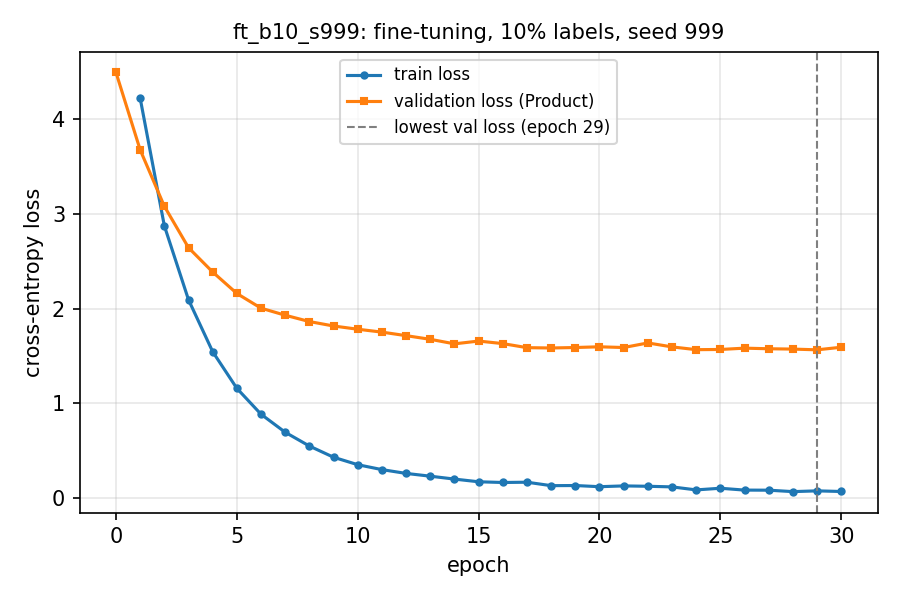 ft_b10_s999: fine-tuning, 10% labels, seed 999
train loss
validation loss (Product)
lowest val loss (epoch 29)
cross-entropy loss
4
3
2
1
0
0 5 10 15 20 25 30
epoch